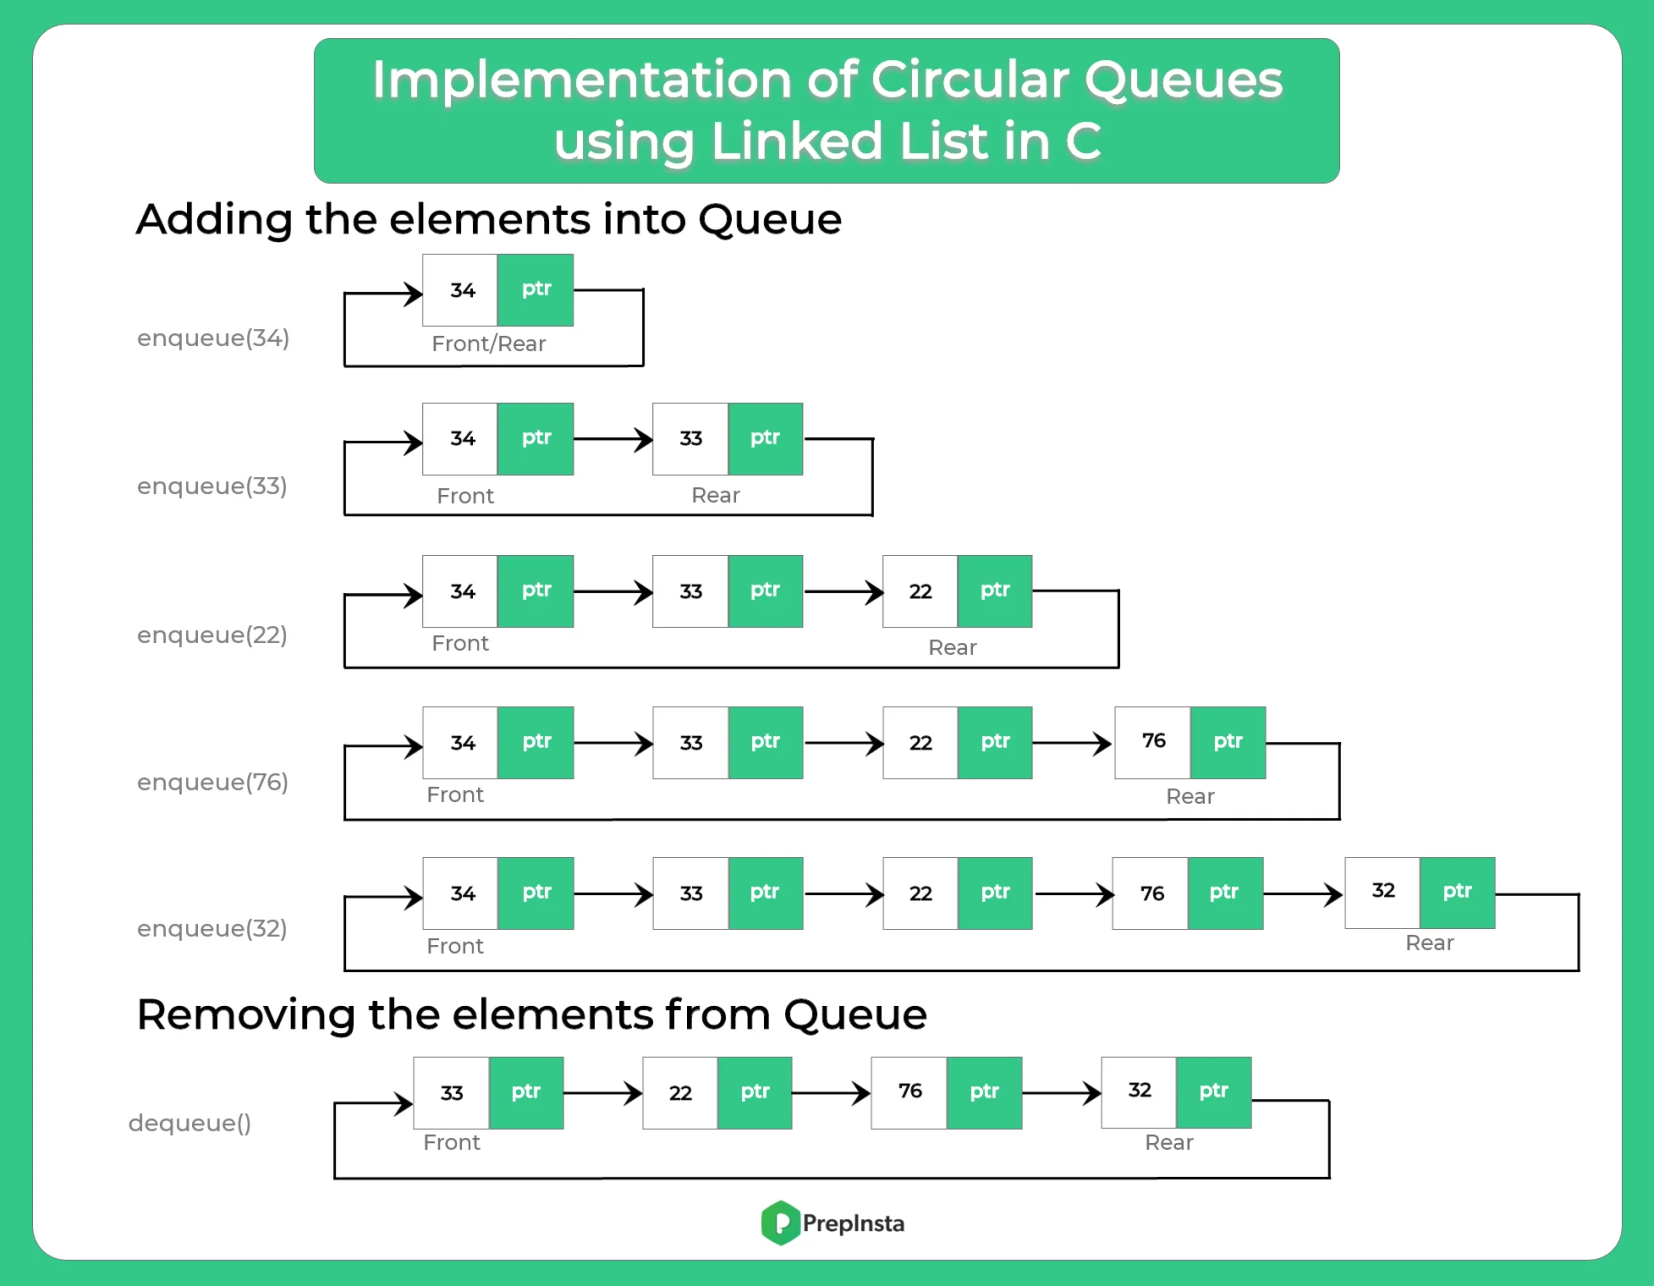 Implementation of Circular Queues
using Linked List in C
Adding the elements into Queue
34 ptr
enqueue(34)
Front/Rear
34 ptr 33 ptr
enqueue(33)
Front Rear
34 ptr 33 ptr 22 ptr
enqueue(22)
Front Rear
34 ptr 33 ptr 22 ptr 76 ptr
enqueue(76)
Front Rear
34 ptr 33 ptr 22 ptr 76 ptr 32 ptr
enqueue(32)
Front Rear
Removing the elements from Queue
33 ptr 22 ptr 76 ptr 32 ptr
dequeue()
Front Rear
PrepInsta